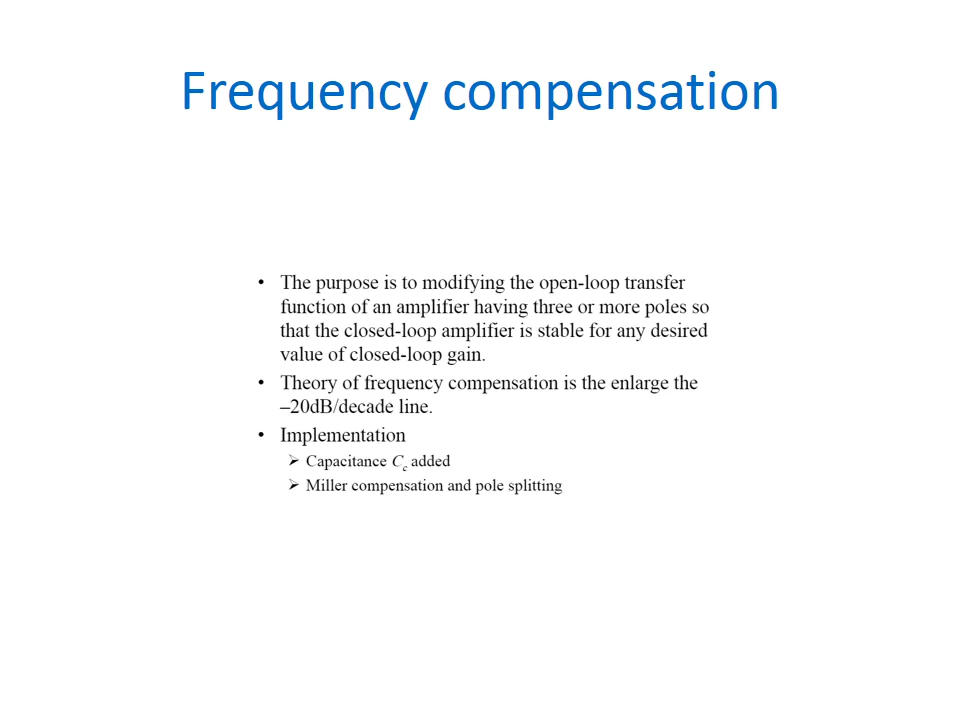 Frequency compensation
• The purpose is to modifying the open-loop transfer
function of an amplifier having three or more poles so
that the closed-loop amplifier is stable for any desired
value of closed-loop gain.
• Theory of frequency compensation is the enlarge the
–20dB/decade line.
• Implementation
➢ Capacitance Cc added
➢ Miller compensation and pole splitting